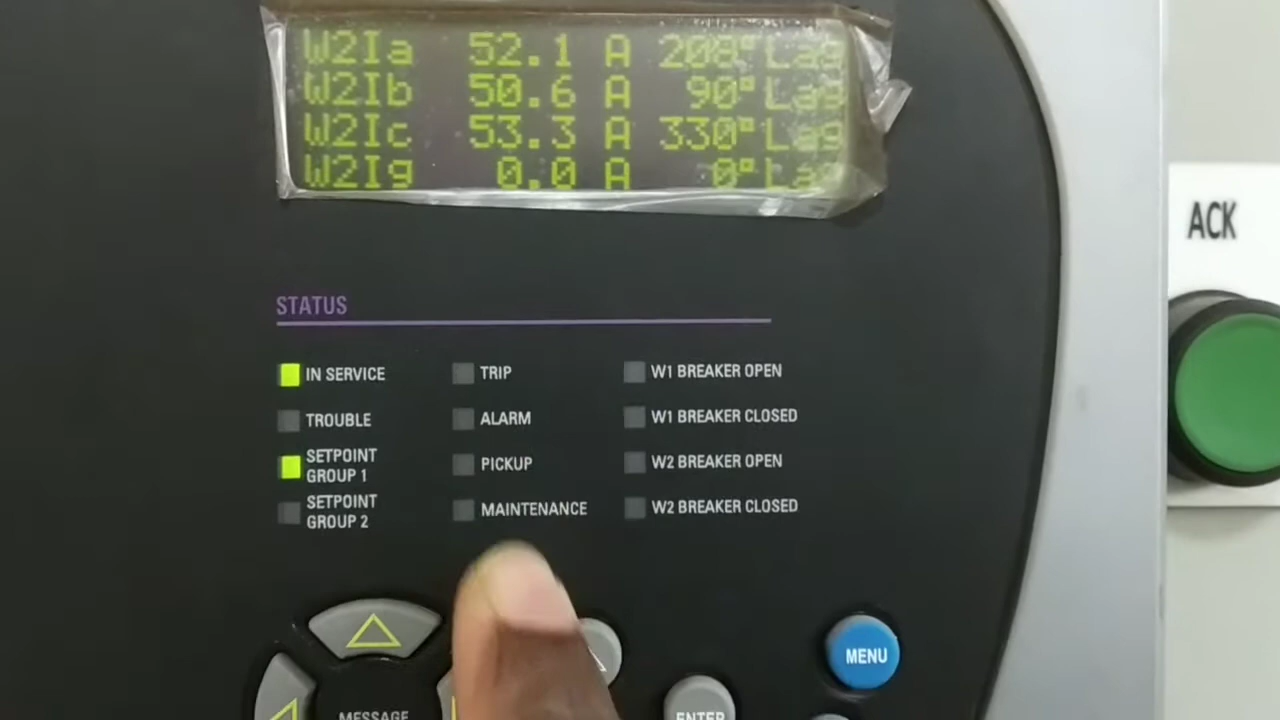 W2Ia 52.1 A 208° Lag
W2Ib 50.6 A 90° Lag
W2Ic 53.3 A 330° Lag
W2Ig 0.0 A 0° Lag
ACK
STATUS
IN SERVICE
TRIP
W1 BREAKER OPEN
TROUBLE
ALARM
W1 BREAKER CLOSED
SETPOINT
GROUP 1
PICKUP
W2 BREAKER OPEN
SETPOINT
GROUP 2
MAINTENANCE
W2 BREAKER CLOSED
MENU
MESSAGE
ENTER